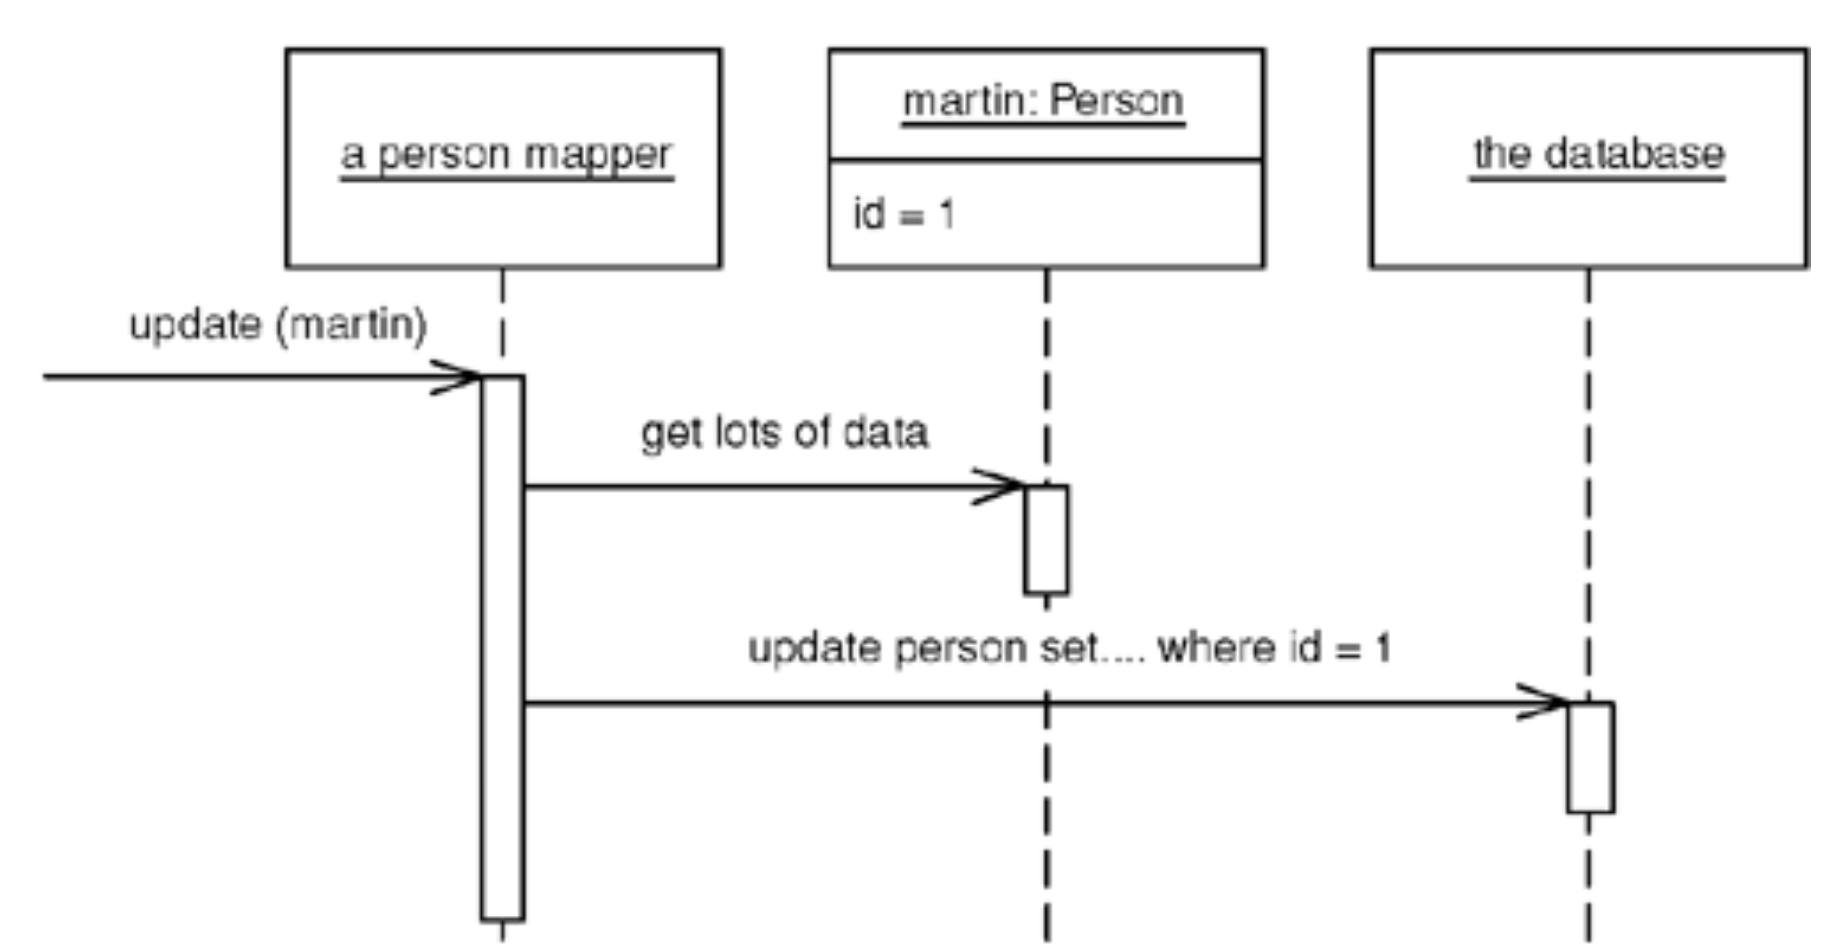 a person mapper
martin: Person
id = 1
the database
update (martin)
get lots of data
update person set.... where id = 1